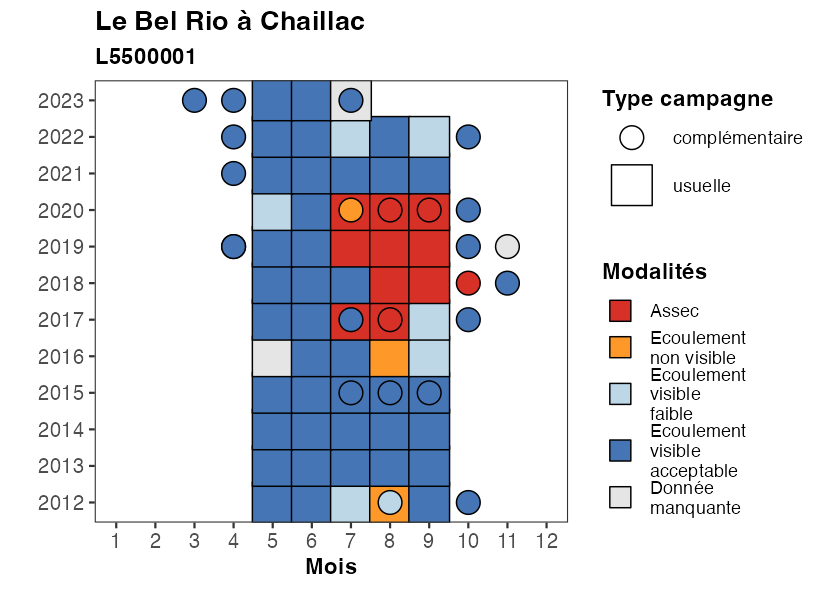 Le Bel Rio à Chaillac
L5500001
2023
2022
2021
2020
2019
2018
2017
2016
2015
2014
2013
2012
1 2 3 4 5 6 7 8 9 10 11 12
Mois
Type campagne
complémentaire
usuelle
Modalités
Assec
Ecoulement
non visible
Ecoulement
visible
faible
Ecoulement
visible
acceptable
Donnée
manquante